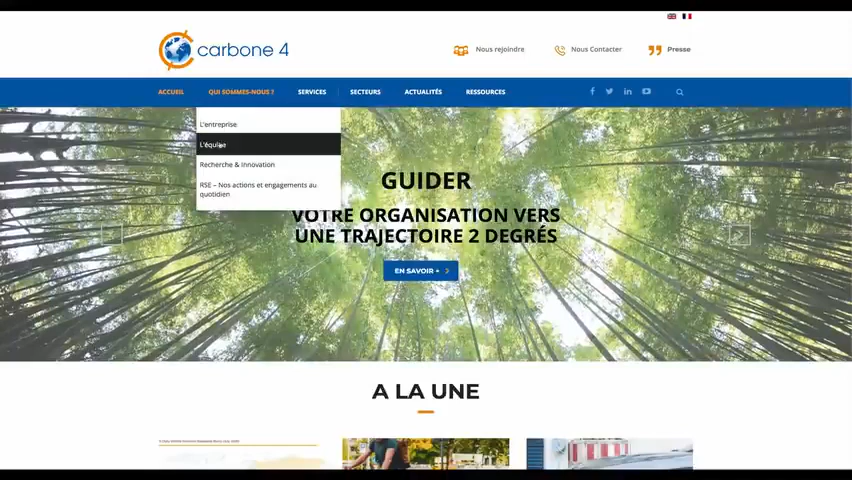 carbone 4
Nous rejoindre
Nous Contacter
Presse
ACCUEIL
QUI SOMMES-NOUS ?
SERVICES
SECTEURS
ACTUALITÉS
RESSOURCES
L'entreprise
L'équipe
Recherche & Innovation
RSE – Nos actions et engagements au
quotidien
GUIDER
VOTRE ORGANISATION VERS
UNE TRAJECTOIRE 2 DEGRÉS
EN SAVOIR +
A LA UNE